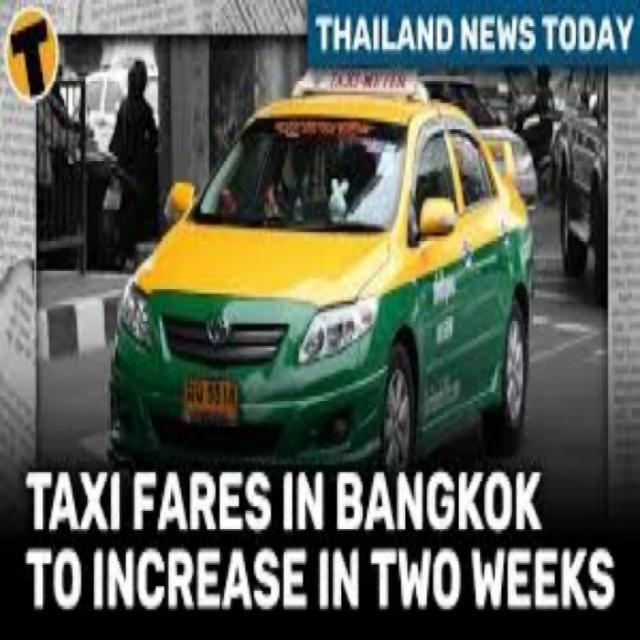 T
THAILAND NEWS TODAY
TAXI-METER
TAXI FARES IN BANGKOK
TO INCREASE IN TWO WEEKS